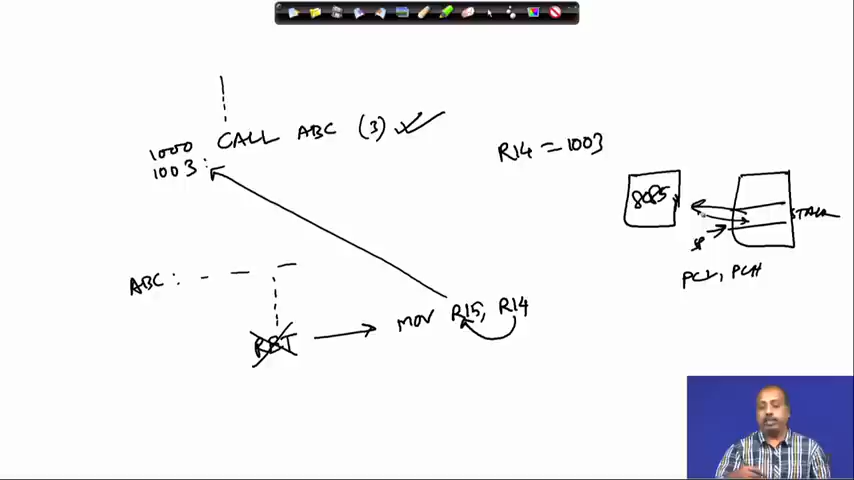 1000 CALL ABC (3)
1003 :
R14 = 1003
8085
STACK
SP
PCL, PCH
ABC : - - -
RET
MOV R15, R14